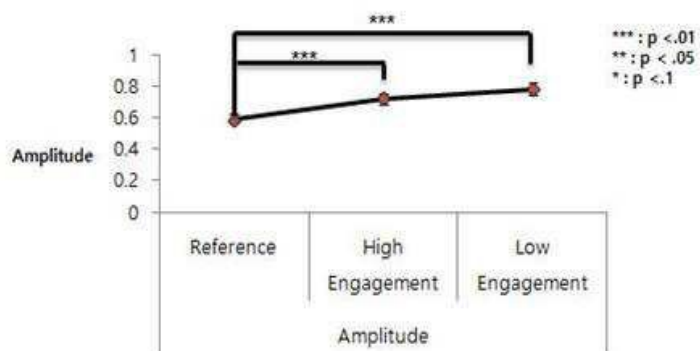 ***
*** : p <.01
** : p < .05
* : p <.1
***
1
0.8
0.6
0.4
0.2
0
Amplitude
Reference
High
Engagement
Low
Engagement
Amplitude